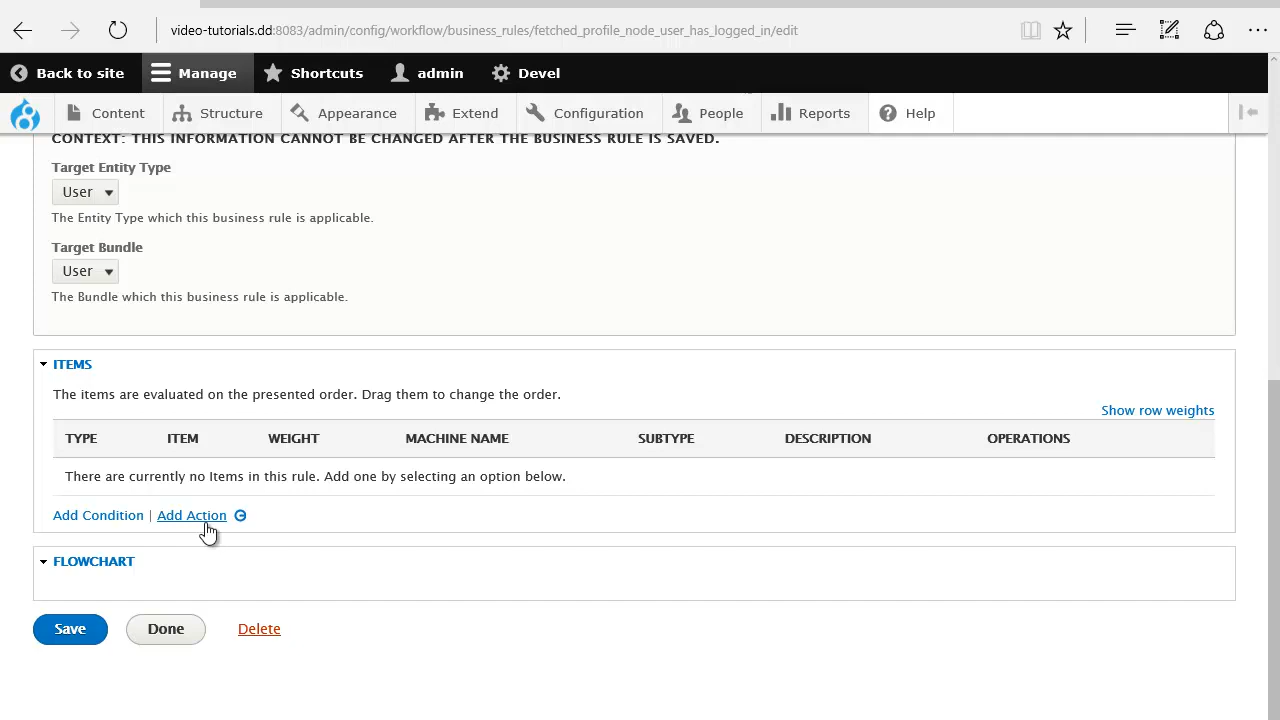 video-tutorials.dd:8083/admin/config/workflow/business_rules/fetched_profile_node_user_has_logged_in/edit
Back to site Manage Shortcuts admin Devel
Content Structure Appearance Extend Configuration People Reports Help
CONTEXT: THIS INFORMATION CANNOT BE CHANGED AFTER THE BUSINESS RULE IS SAVED.
Target Entity Type
User
The Entity Type which this business rule is applicable.
Target Bundle
User
The Bundle which this business rule is applicable.
ITEMS
The items are evaluated on the presented order. Drag them to change the order.
Show row weights
TYPE ITEM WEIGHT MACHINE NAME SUBTYPE DESCRIPTION OPERATIONS
There are currently no Items in this rule. Add one by selecting an option below.
Add Condition | Add Action
FLOWCHART
Save Done Delete